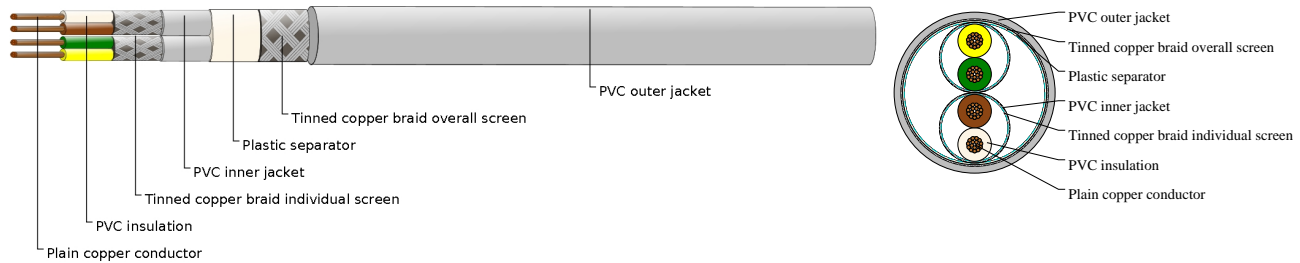 PVC outer jacket
Tinned copper braid overall screen
Plastic separator
PVC inner jacket
Tinned copper braid individual screen
PVC insulation
Plain copper conductor
PVC outer jacket
Tinned copper braid overall screen
Plastic separator
PVC inner jacket
Tinned copper braid individual screen
PVC insulation
Plain copper conductor